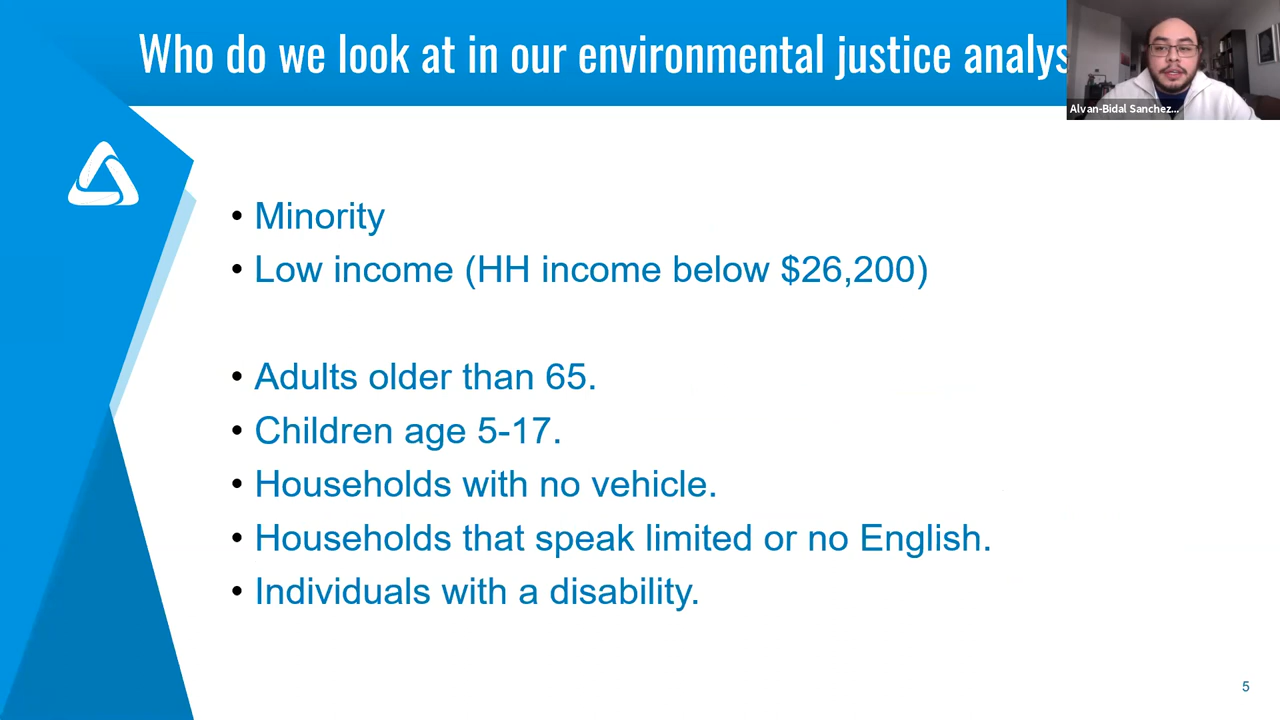 Who do we look at in our environmental justice analys
Alvan-Bidal Sanchez...
• Minority
• Low income (HH income below $26,200)
• Adults older than 65.
• Children age 5-17.
• Households with no vehicle.
• Households that speak limited or no English.
• Individuals with a disability.
5